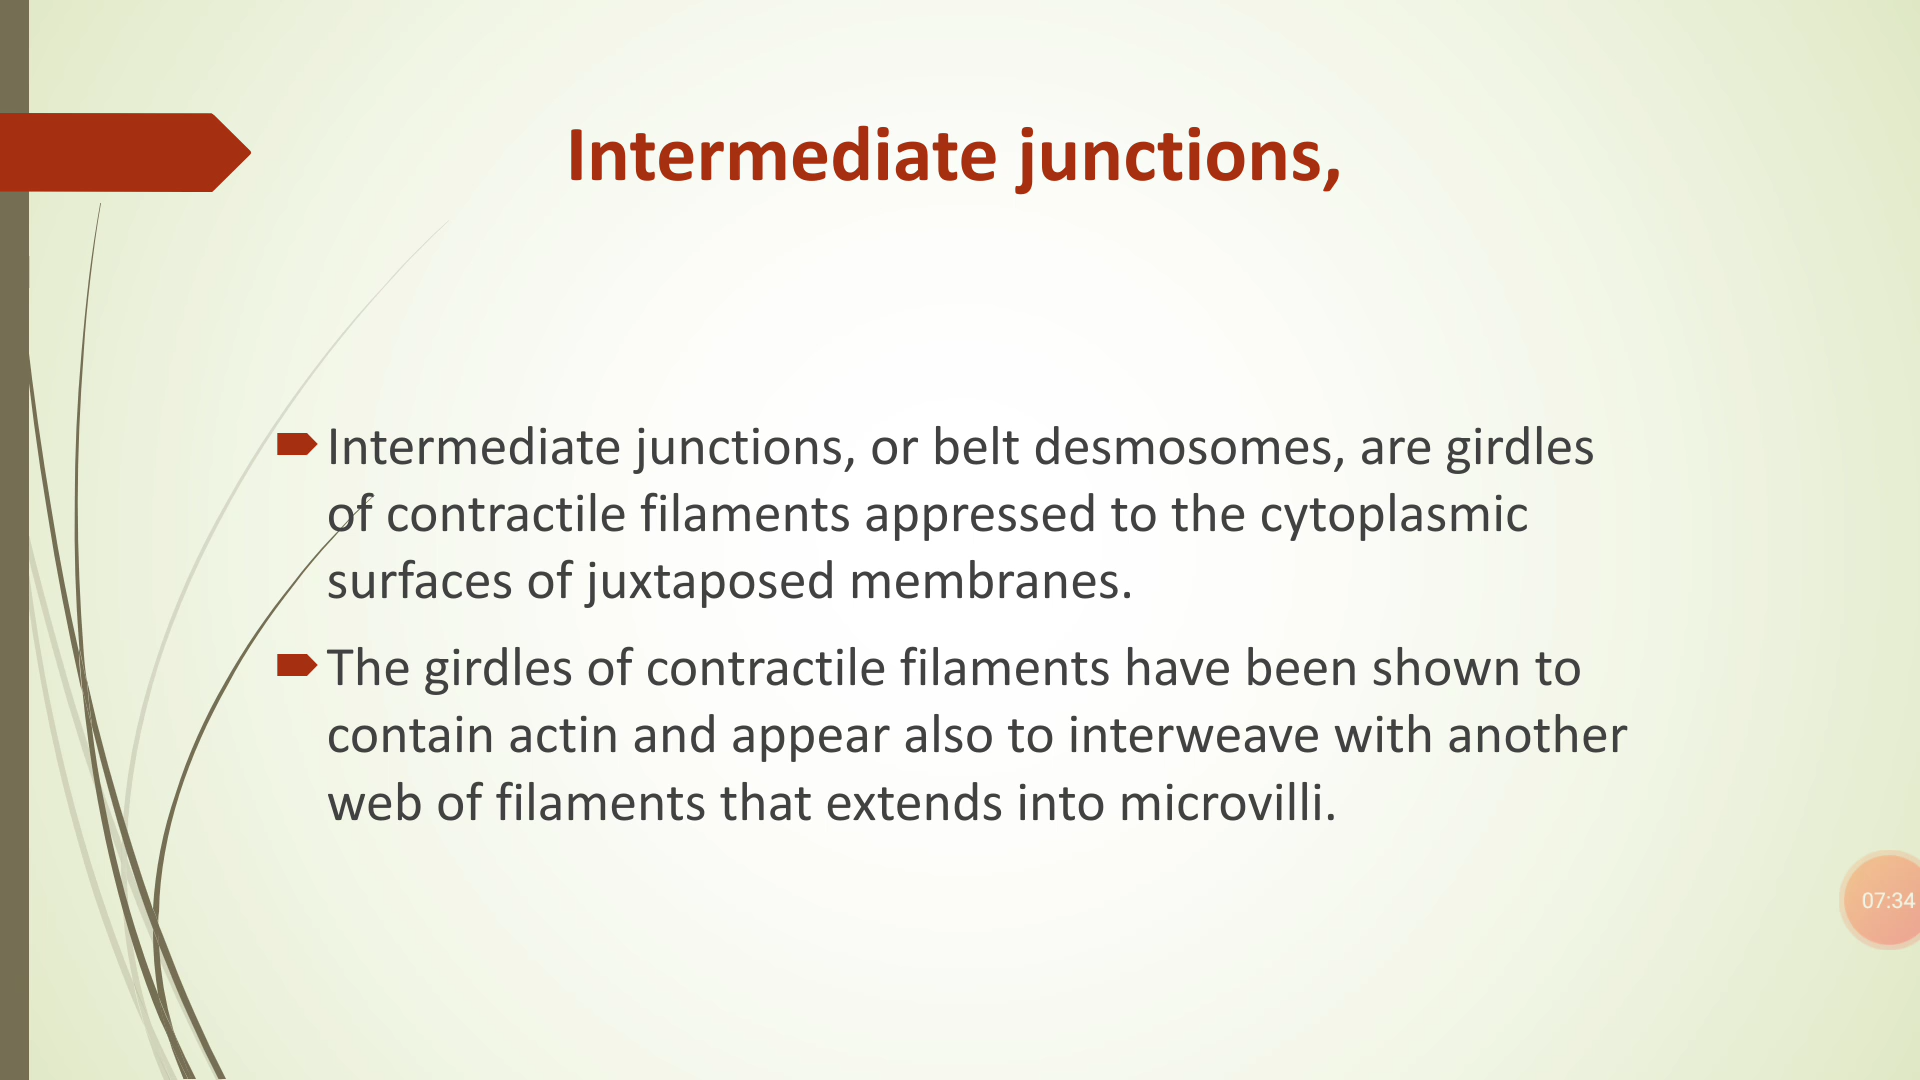 Intermediate junctions,
Intermediate junctions, or belt desmosomes, are girdles
of contractile filaments appressed to the cytoplasmic
surfaces of juxtaposed membranes.
The girdles of contractile filaments have been shown to
contain actin and appear also to interweave with another
web of filaments that extends into microvilli.
07:34